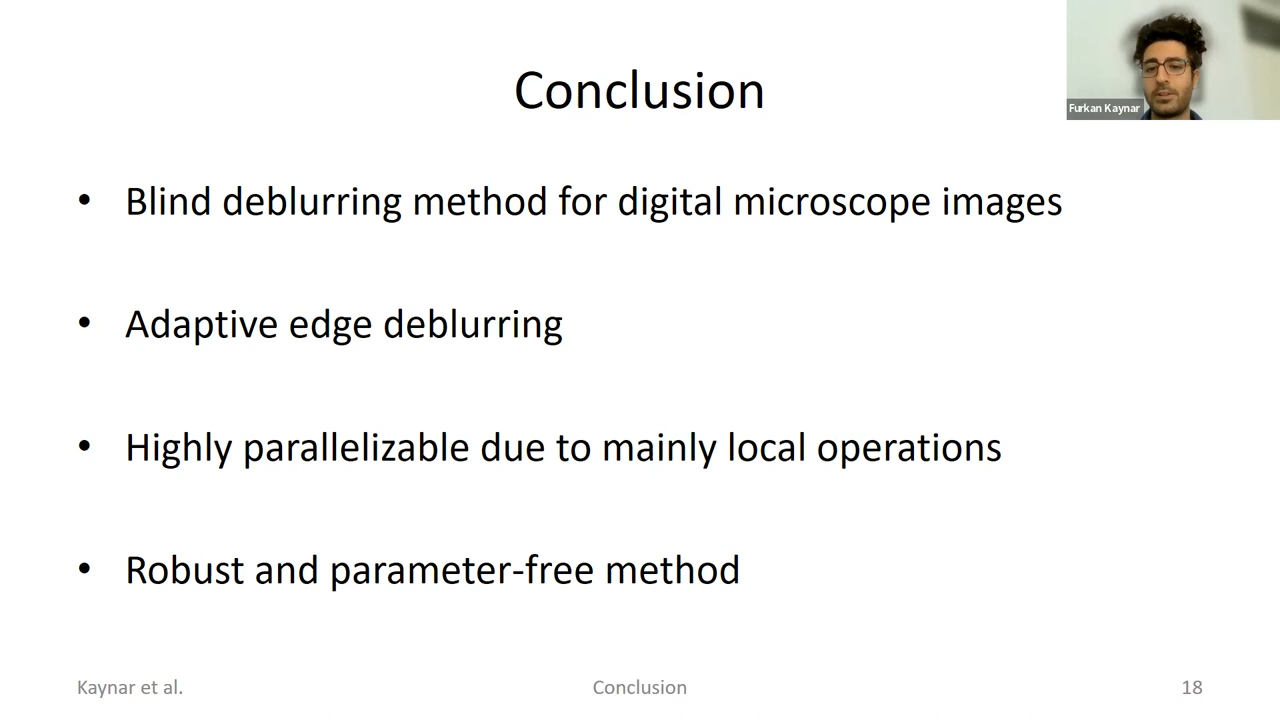 Conclusion
Furkan Kaynar
• Blind deblurring method for digital microscope images
• Adaptive edge deblurring
• Highly parallelizable due to mainly local operations
• Robust and parameter-free method
Kaynar et al.
Conclusion
18